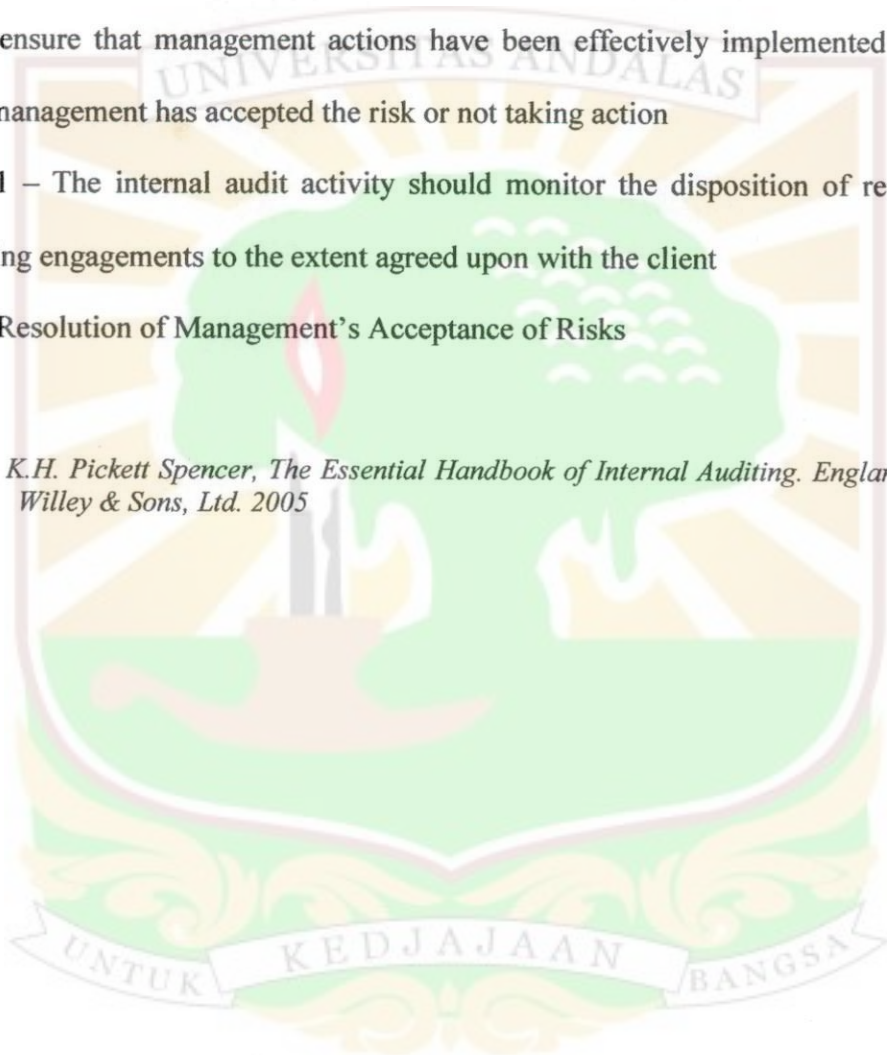 ensure that management actions have been effectively implemented
UNIVERSITAS ANDALAS
management has accepted the risk or not taking action
– The internal audit activity should monitor the disposition of re
ng engagements to the extent agreed upon with the client
Resolution of Management's Acceptance of Risks
K.H. Pickett Spencer, The Essential Handbook of Internal Auditing. Englan
Willey & Sons, Ltd. 2005
UNTUK KEDJAJAAN BANGSA